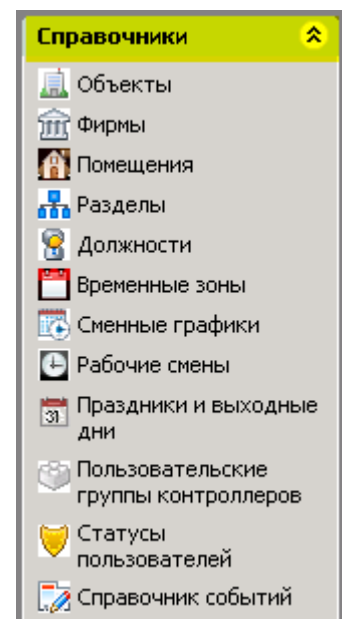 Справочники
Объекты
Фирмы
Помещения
Разделы
Должности
Временные зоны
Сменные графики
Рабочие смены
31
Праздники и выходные
дни
Пользовательские
группы контроллеров
Статусы
пользователей
Справочник событий